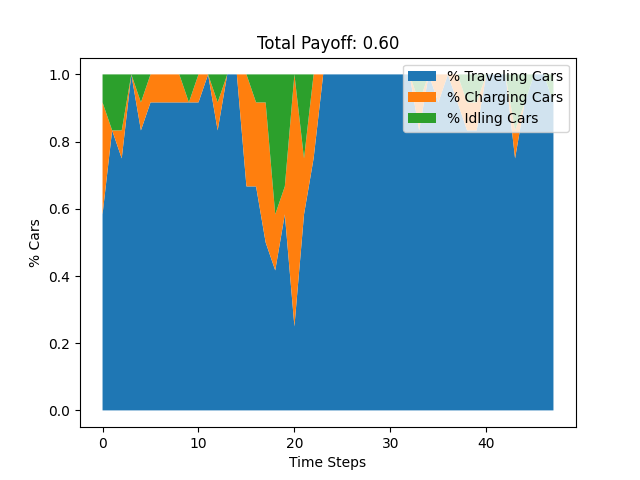 Total Payoff: 0.60
1.0
0.8
0.6
0.4
0.2
0.0
% Cars
% Traveling Cars
% Charging Cars
% Idling Cars
0 10 20 30 40
Time Steps